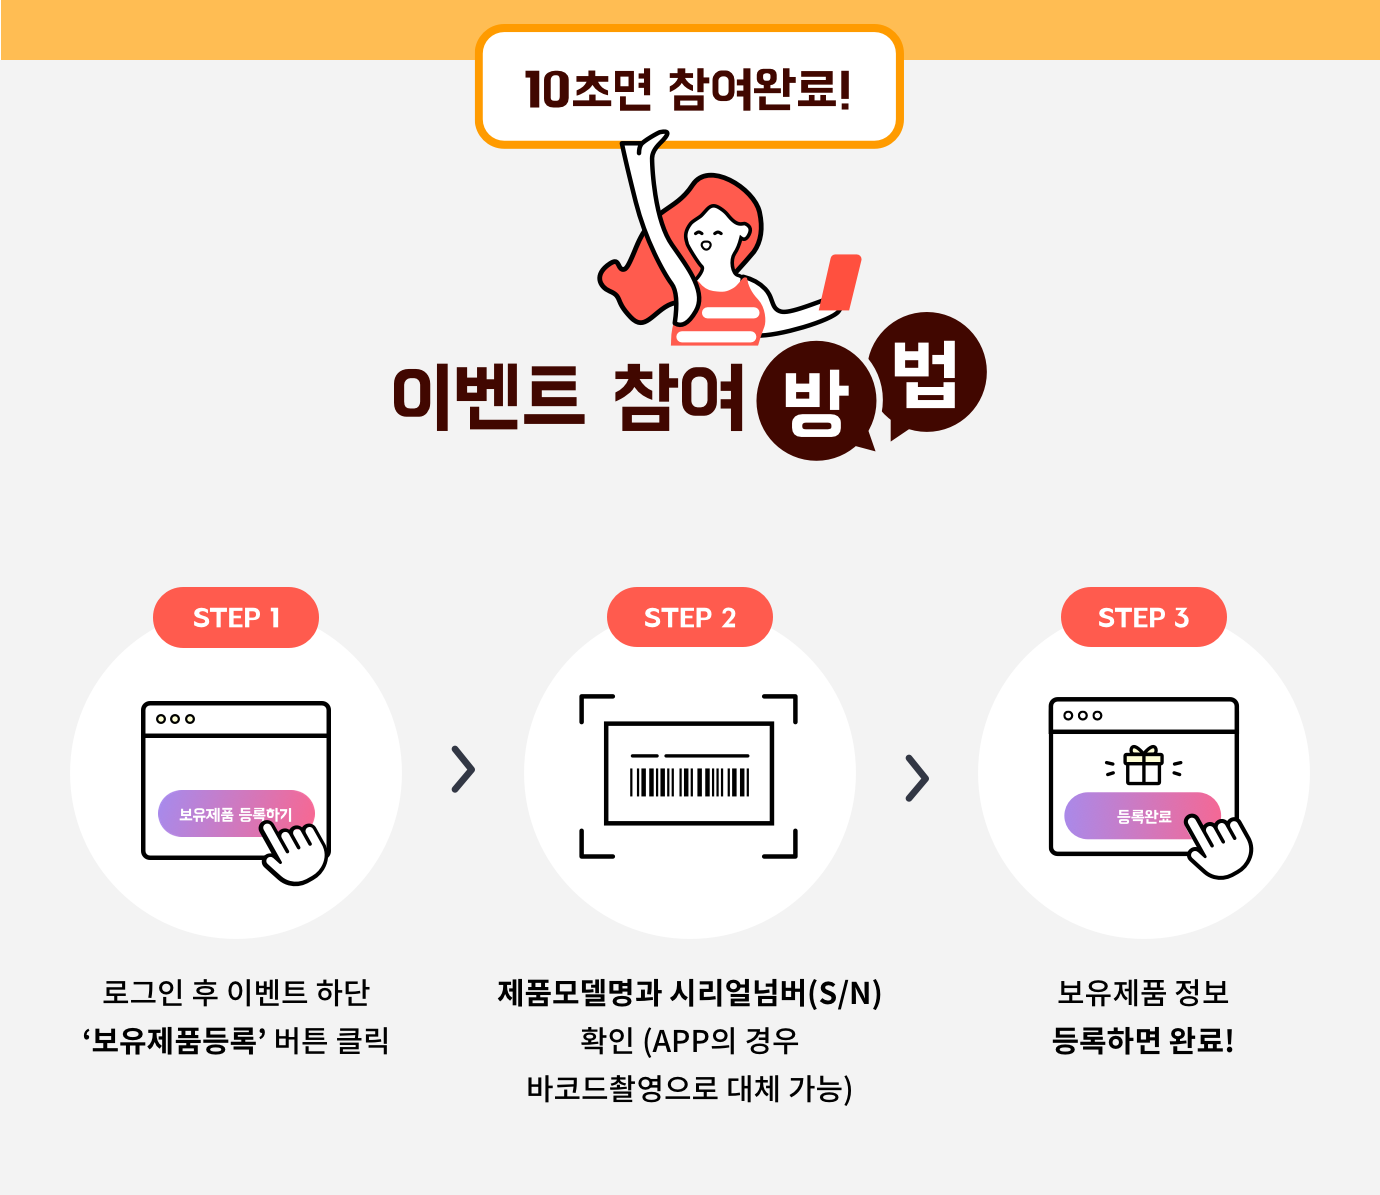 10초면 참여완료!
이벤트 참여 방법
STEP 1
보유제품 등록하기
로그인 후 이벤트 하단
‘보유제품등록’ 버튼 클릭
STEP 2
제품모델명과 시리얼넘버(S/N)
확인 (APP의 경우
바코드촬영으로 대체 가능)
STEP 3
등록완료
보유제품 정보
등록하면 완료!